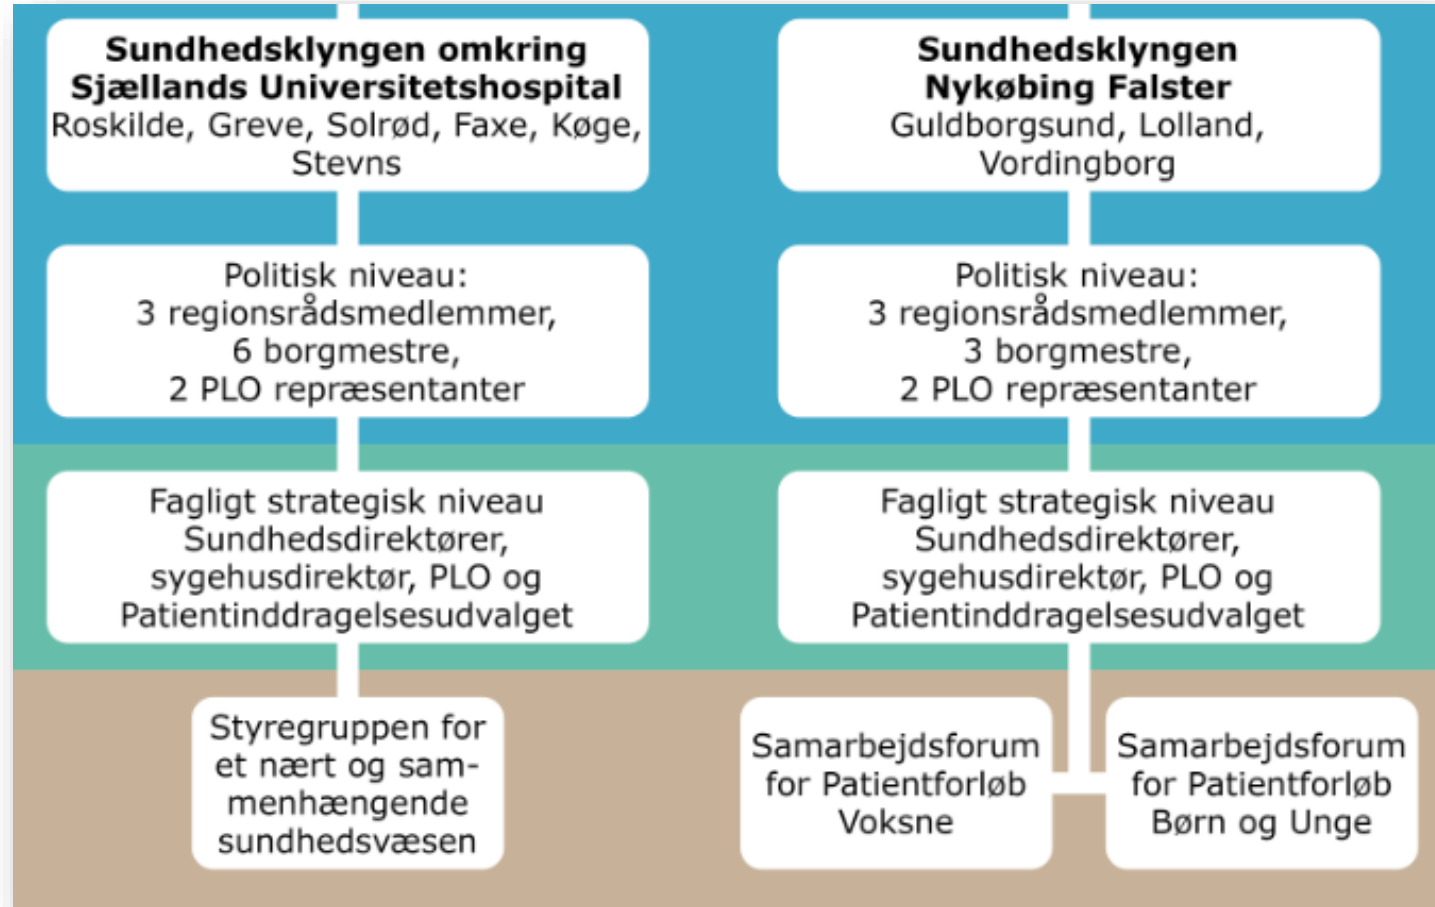 Sundhedsklyngen omkring
Sjællands Universitetshospital
Roskilde, Greve, Solrød, Faxe, Køge,
Stevns
Politisk niveau:
3 regionsrådsmedlemmer,
6 borgmestre,
2 PLO repræsentanter
Fagligt strategisk niveau
Sundhedsdirektører,
sygehusdirektør, PLO og
Patientinddragelsesudvalget
Styregruppen for
et nært og sam-
menhængende
sundhedsvæsen
Sundhedsklyngen
Nykøbing Falster
Guldborgsund, Lolland,
Vordingborg
Politisk niveau:
3 regionsrådsmedlemmer,
3 borgmestre,
2 PLO repræsentanter
Fagligt strategisk niveau
Sundhedsdirektører,
sygehusdirektør, PLO og
Patientinddragelsesudvalget
Samarbejdsforum
for Patientforløb
Voksne
Samarbejdsforum
for Patientforløb
Børn og Unge